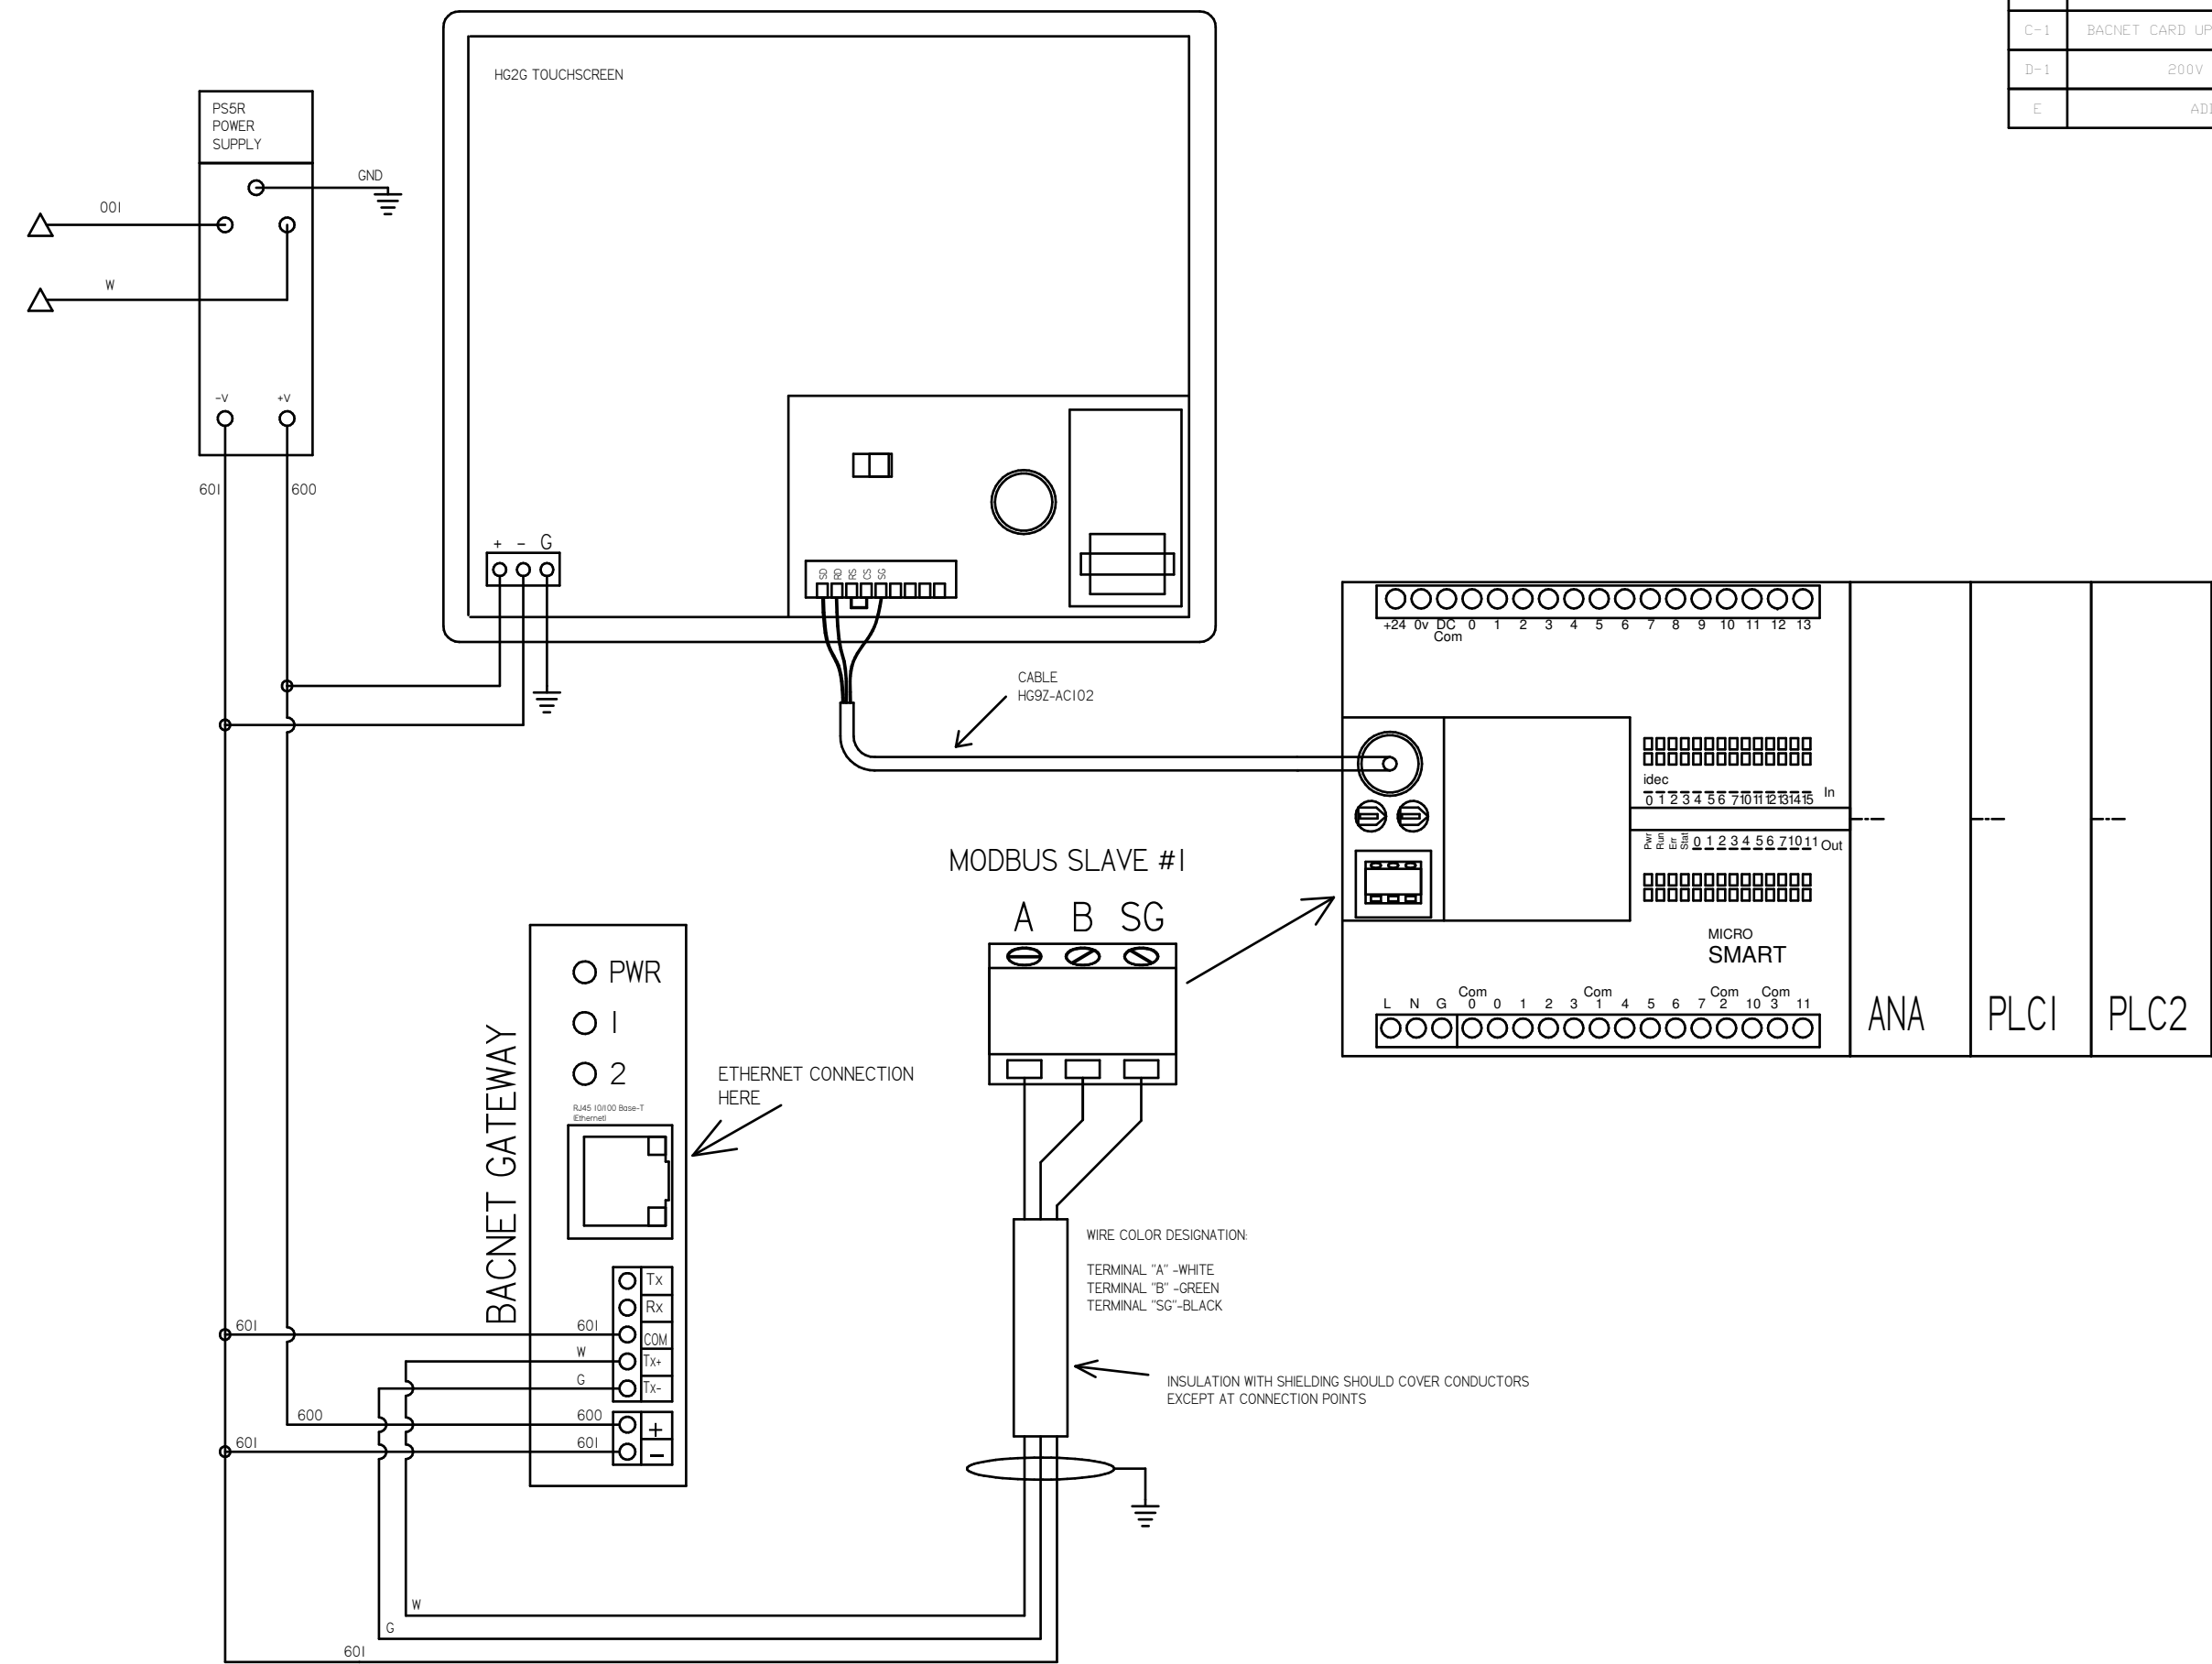 C-1 BACNET CARD UP
D-1 200V
E
HG2G TOUCHSCREEN
PS5R
POWER
SUPPLY
GND
001
W
-V +V
601 600
+ - G
SD RD RS CS SG
CABLE
HG9Z-AC102
+24 0v DC 0 1 2 3 4 5 6 7 8 9 10 11 12 13
Com
idec
0 1 2 3 4 5 6 7 10 11 12 13 14 15 In
Pwr Run Err Stat 0 1 2 3 4 5 6 7 10 11 Out
MICRO
SMART
Com Com Com Com
L N G 0 0 1 2 3 1 4 5 6 7 2 10 3 11
ANA PLC1 PLC2
MODBUS SLAVE #1
A B SG
BACNET GATEWAY
PWR
1
2
RJ45 10/100 Base-T
(Ethernet)
ETHERNET CONNECTION
HERE
WIRE COLOR DESIGNATION:
TERMINAL "A" -WHITE
TERMINAL "B" -GREEN
TERMINAL "SG"-BLACK
Tx
Rx
601 601 COM
W Tx+
G Tx-
600 600 +
601 601 -
INSULATION WITH SHIELDING SHOULD COVER CONDUCTORS
EXCEPT AT CONNECTION POINTS
W
G
601